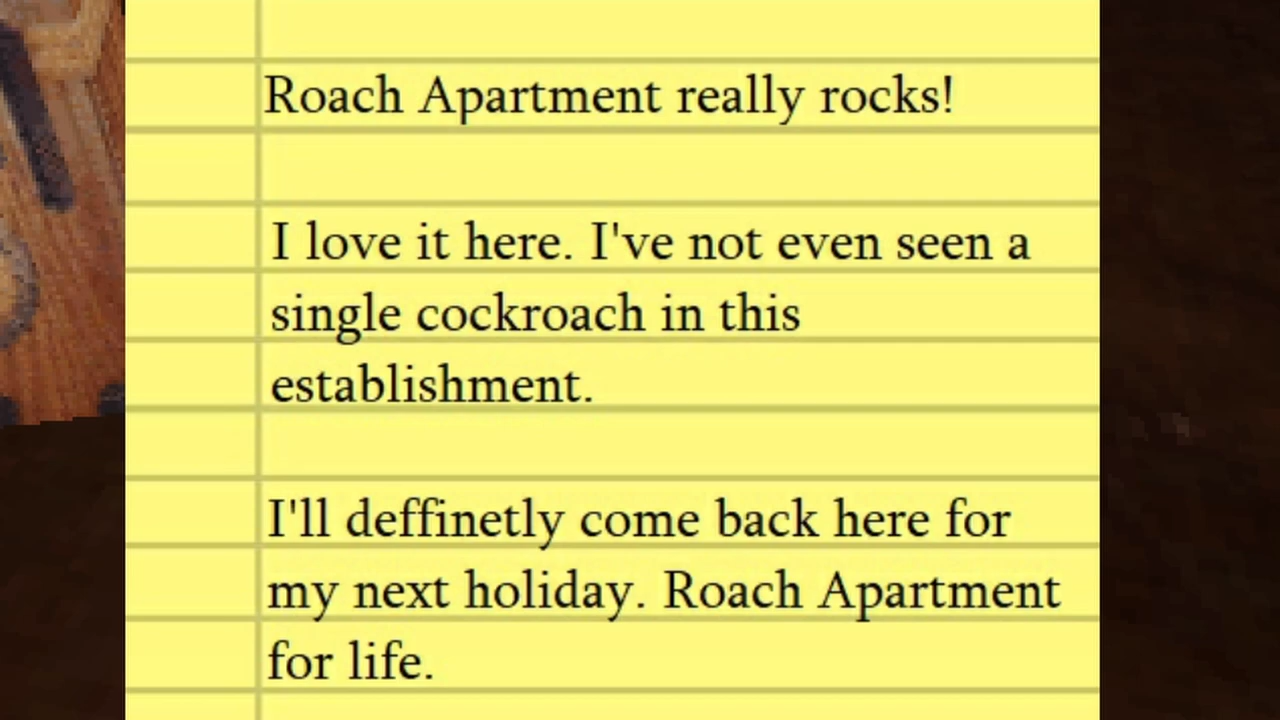 Roach Apartment really rocks!
I love it here. I've not even seen a
single cockroach in this
establishment.
I'll deffinetly come back here for
my next holiday. Roach Apartment
for life.